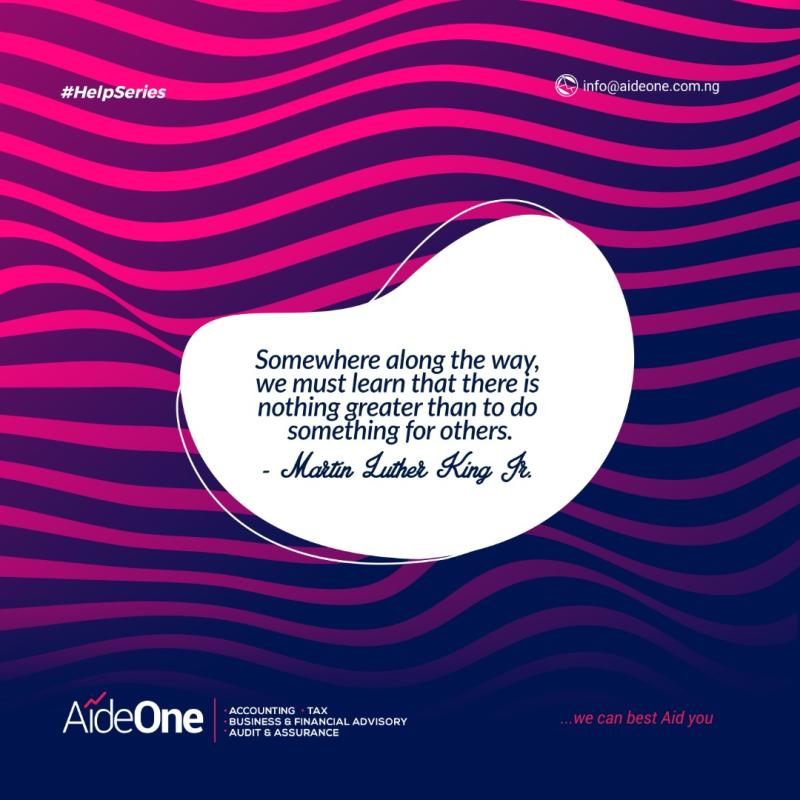 #HelpSeries
info@aideone.com.ng
Somewhere along the way,
we must learn that there is
nothing greater than to do
something for others.
- Martin Luther King Jr.
AideOne
· ACCOUNTING · TAX
· BUSINESS & FINANCIAL ADVISORY
· AUDIT & ASSURANCE
...we can best Aid you